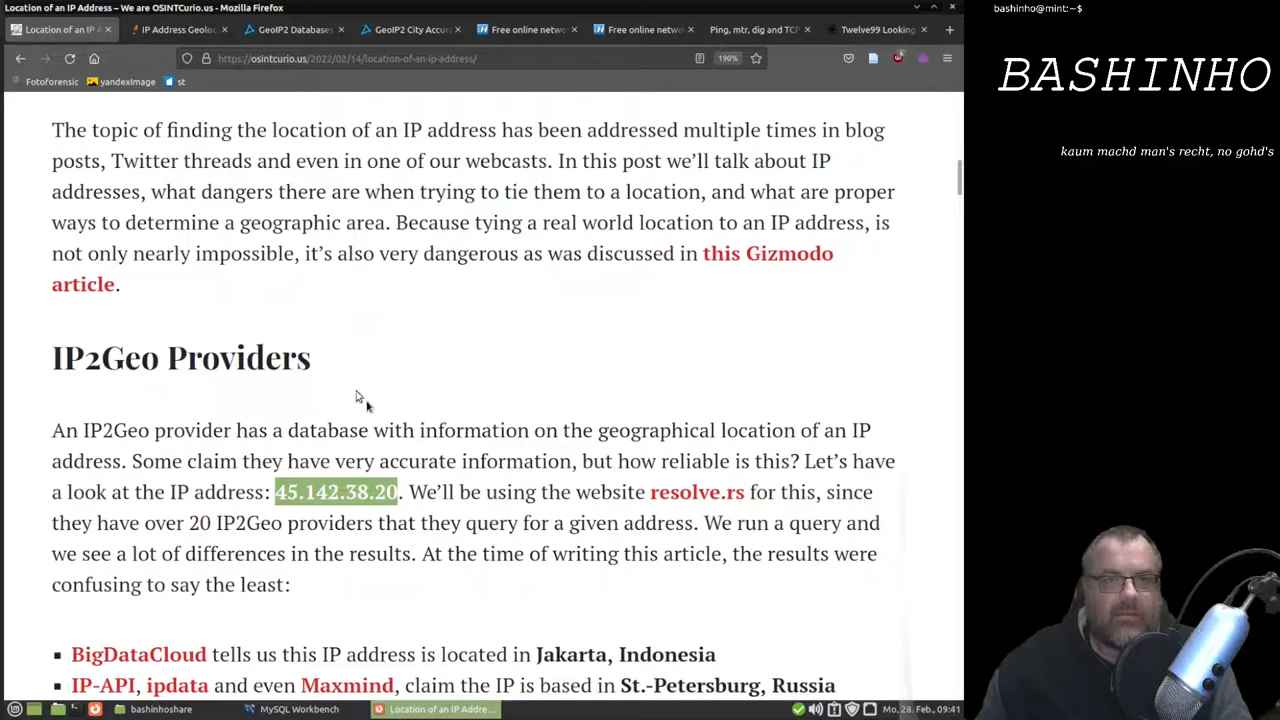 Location of an IP Address – We are OSINTCurio.us - Mozilla Firefox
bashinho@mint:~$
Location of an IP A
IP Address Geoloc
GeoIP2 Databases
GeoIP2 City Accura
Free online networ
Free online networ
Ping, mtr, dig and TCP
Twelve99 Looking
https://osintcurio.us/2022/02/14/location-of-an-ip-address/
190%
6
Fotoforensic
yandexImage
st
BASHINHO
kaum machd man's recht, no gohd's
The topic of finding the location of an IP address has been addressed multiple times in blog
posts, Twitter threads and even in one of our webcasts. In this post we’ll talk about IP
addresses, what dangers there are when trying to tie them to a location, and what are proper
ways to determine a geographic area. Because tying a real world location to an IP address, is
not only nearly impossible, it’s also very dangerous as was discussed in this Gizmodo
article.
IP2Geo Providers
An IP2Geo provider has a database with information on the geographical location of an IP
address. Some claim they have very accurate information, but how reliable is this? Let’s have
a look at the IP address: 45.142.38.20. We’ll be using the website resolve.rs for this, since
they have over 20 IP2Geo providers that they query for a given address. We run a query and
we see a lot of differences in the results. At the time of writing this article, the results were
confusing to say the least:
▪ BigDataCloud tells us this IP address is located in Jakarta, Indonesia
▪ IP-API, ipdata and even Maxmind, claim the IP is based in St.-Petersburg, Russia
bashinhoshare
MySQL Workbench
Location of an IP Addre...
Mo, 28. Feb., 09:41